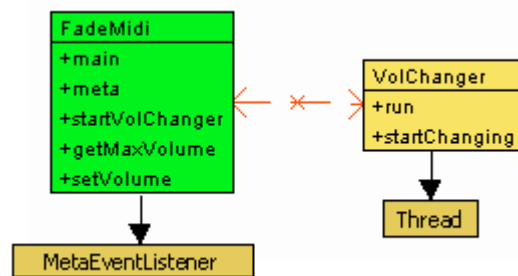 FadeMidi
+main
+meta
+startVolChanger
+getMaxVolume
+setVolume
MetaEventListener
VolChanger
+run
+startChanging
Thread